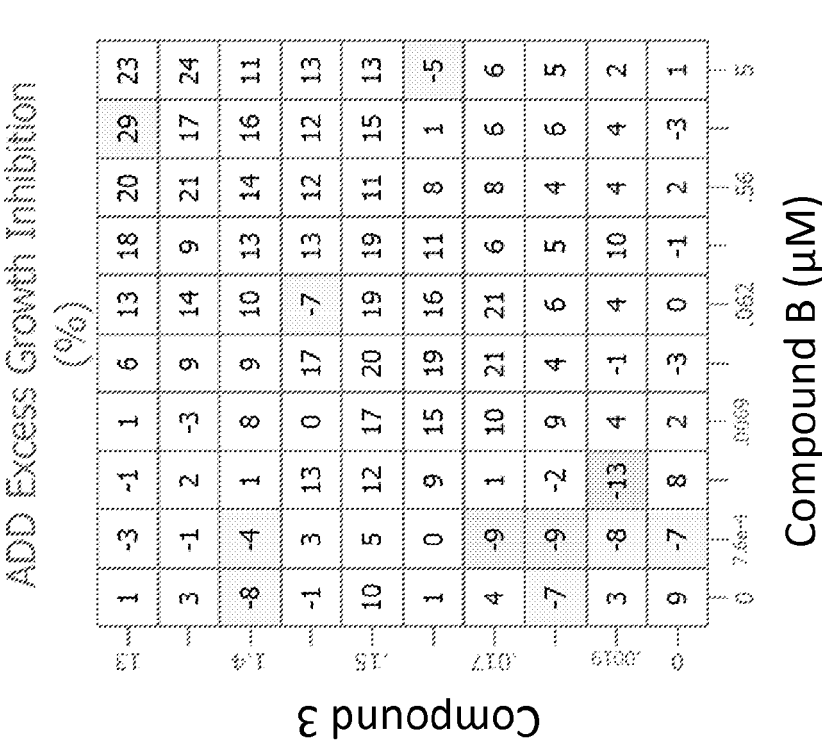 ADD Excess Growth Inhibition
(%)
13 1 -3 -1 1 6 13 18 20 29 23
3 -1 2 -3 9 14 9 21 17 24
1.4 -8 -4 1 8 9 10 13 14 16 11
-1 3 13 0 17 -7 13 12 12 13
.15 10 5 12 17 20 19 19 11 15 13
1 0 9 15 19 16 11 8 1 -5
.017 4 -9 1 10 21 21 6 8 6 6
-7 -9 -2 9 4 6 5 4 6 5
.0019 3 -8 -13 4 -1 4 10 4 4 2
0 9 -7 8 2 -3 0 -1 2 -3 1
0 7.6e-4 .0069 .062 .56 5
Compound B (µM)
Compound 3